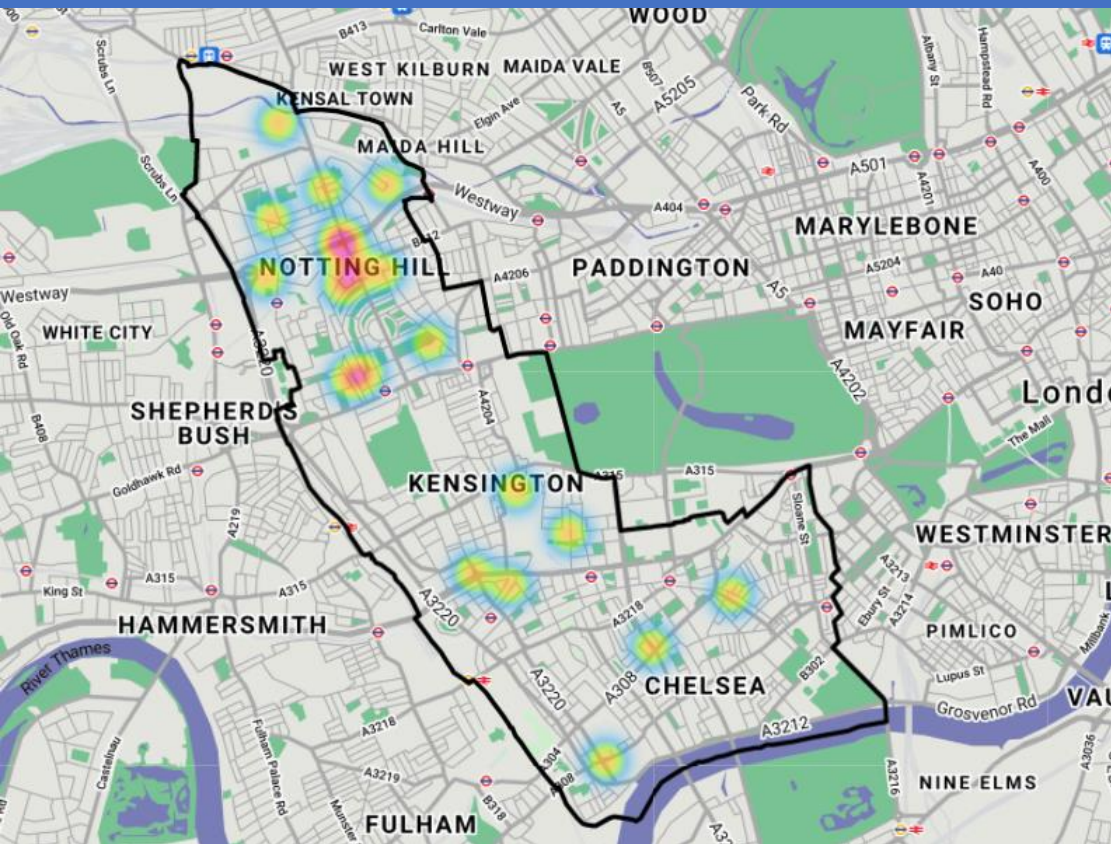 WOOD
B413
Carlton Vale
Scrubs Ln
WEST KILBURN
MAIDA VALE
B507
A5205
A5
Albany St
Hampstead Rd
KENSAL TOWN
Elgin Ave
Park Rd
MAIDA HILL
A501
Scrubs Ln
Westway
A404
A4201
A400
MARYLEBONE
NOTTING HILL
A4206
PADDINGTON
A5204
A40
A5
SOHO
Westway
Old Oak Rd
WHITE CITY
MAYFAIR
A4202
A4204
SHEPHERD'S
BUSH
B408
Goldhawk Rd
The Mall
KENSINGTON
A315
A315
Sloane St
A219
WESTMINSTER
A315
King St
A315
A3220
A3218
A3213
Ebury St
A3214
HAMMERSMITH
PIMLICO
Millbank
River Thames
A3220
A308
CHELSEA
B302
Lupus St
Grosvenor Rd
A3218
A3212
Castelnau
Fulham Palace Rd
A3219
B318
A3216
A3036
NINE ELMS
FULHAM